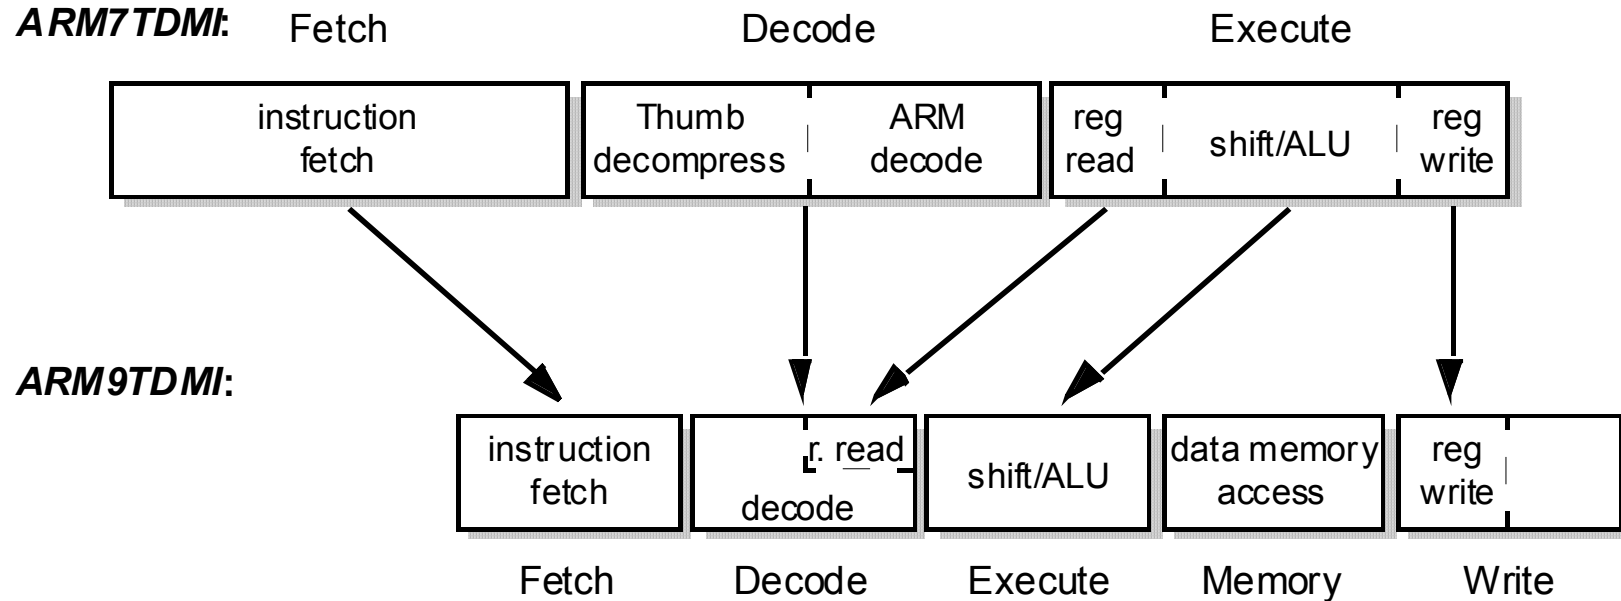 ARM7TDMI:
Fetch Decode Execute
instruction
fetch
Thumb
decompress
ARM
decode
reg
read
shift/ALU
reg
write
ARM9TDMI:
instruction
fetch
r. read
decode
shift/ALU
data memory
access
reg
write
Fetch Decode Execute Memory Write